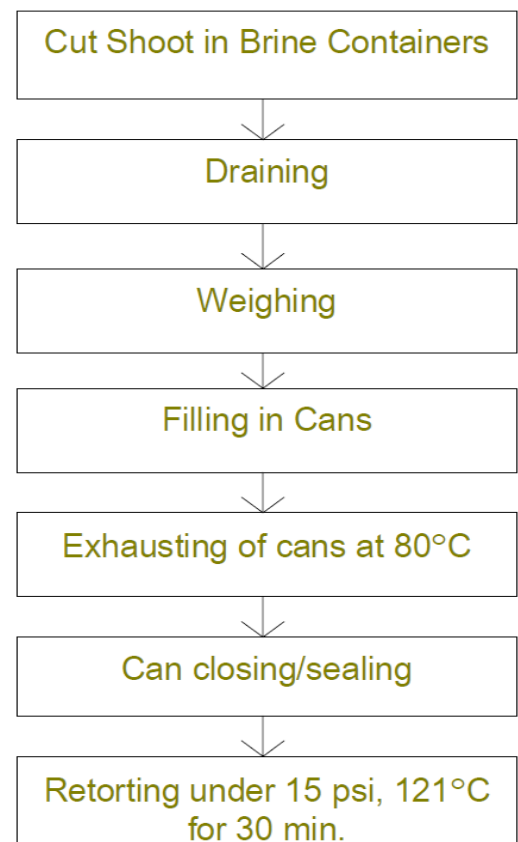 Cut Shoot in Brine Containers
Draining
Weighing
Filling in Cans
Exhausting of cans at 80°C
Can closing/sealing
Retorting under 15 psi, 121°C
for 30 min.